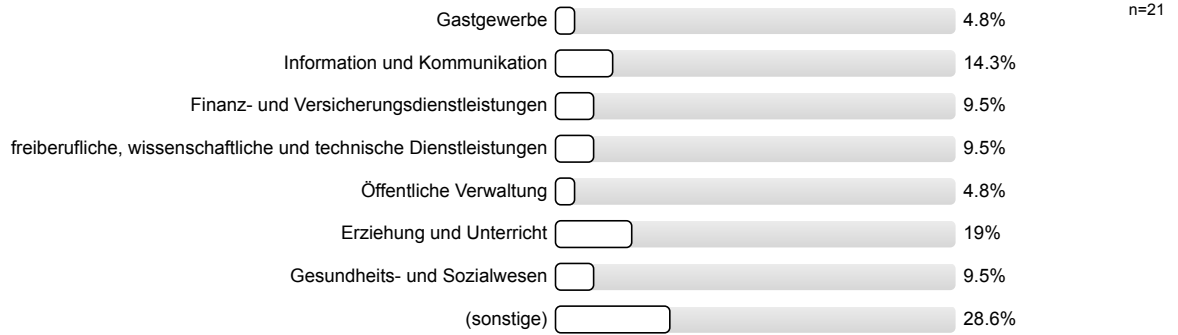 Gastgewerbe 4.8% n=21
Information und Kommunikation 14.3%
Finanz- und Versicherungsdienstleistungen 9.5%
freiberufliche, wissenschaftliche und technische Dienstleistungen 9.5%
Öffentliche Verwaltung 4.8%
Erziehung und Unterricht 19%
Gesundheits- und Sozialwesen 9.5%
(sonstige) 28.6%